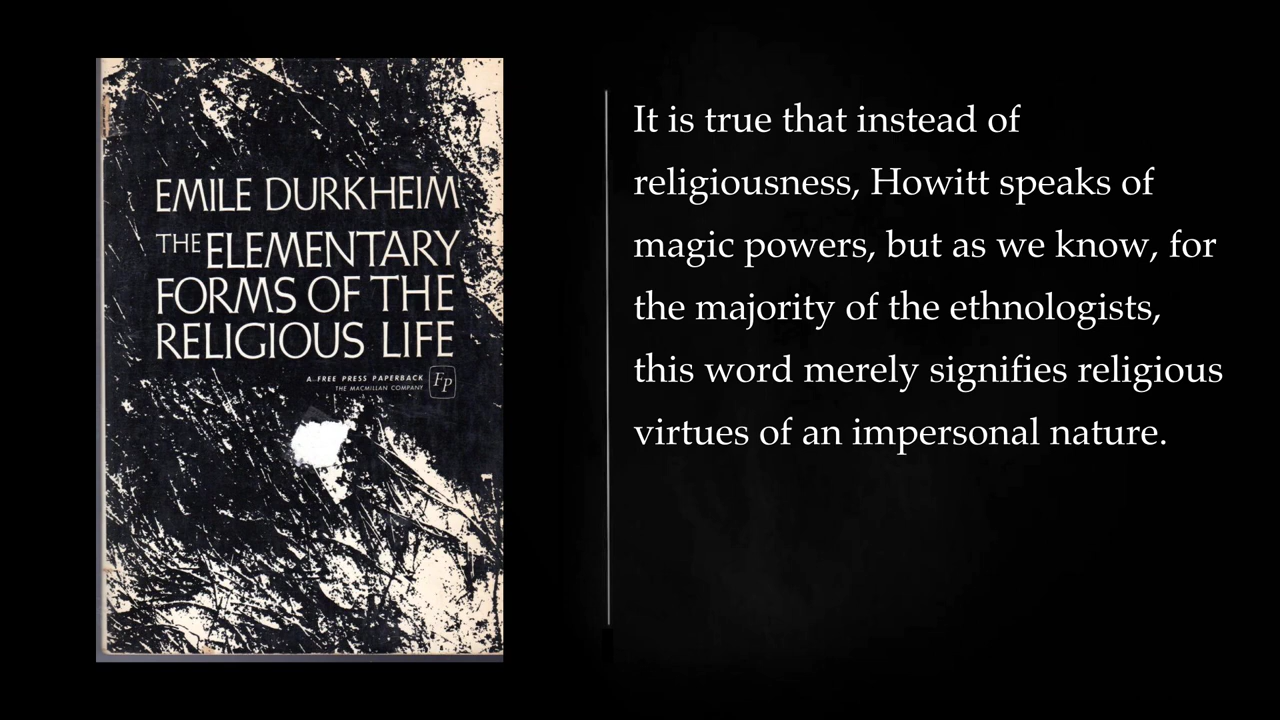 EMILE DURKHEIM
THE ELEMENTARY
FORMS OF THE
RELIGIOUS LIFE
A FREE PRESS PAPERBACK
THE MACMILLAN COMPANY
FP
It is true that instead of
religiousness, Howitt speaks of
magic powers, but as we know, for
the majority of the ethnologists,
this word merely signifies religious
virtues of an impersonal nature.